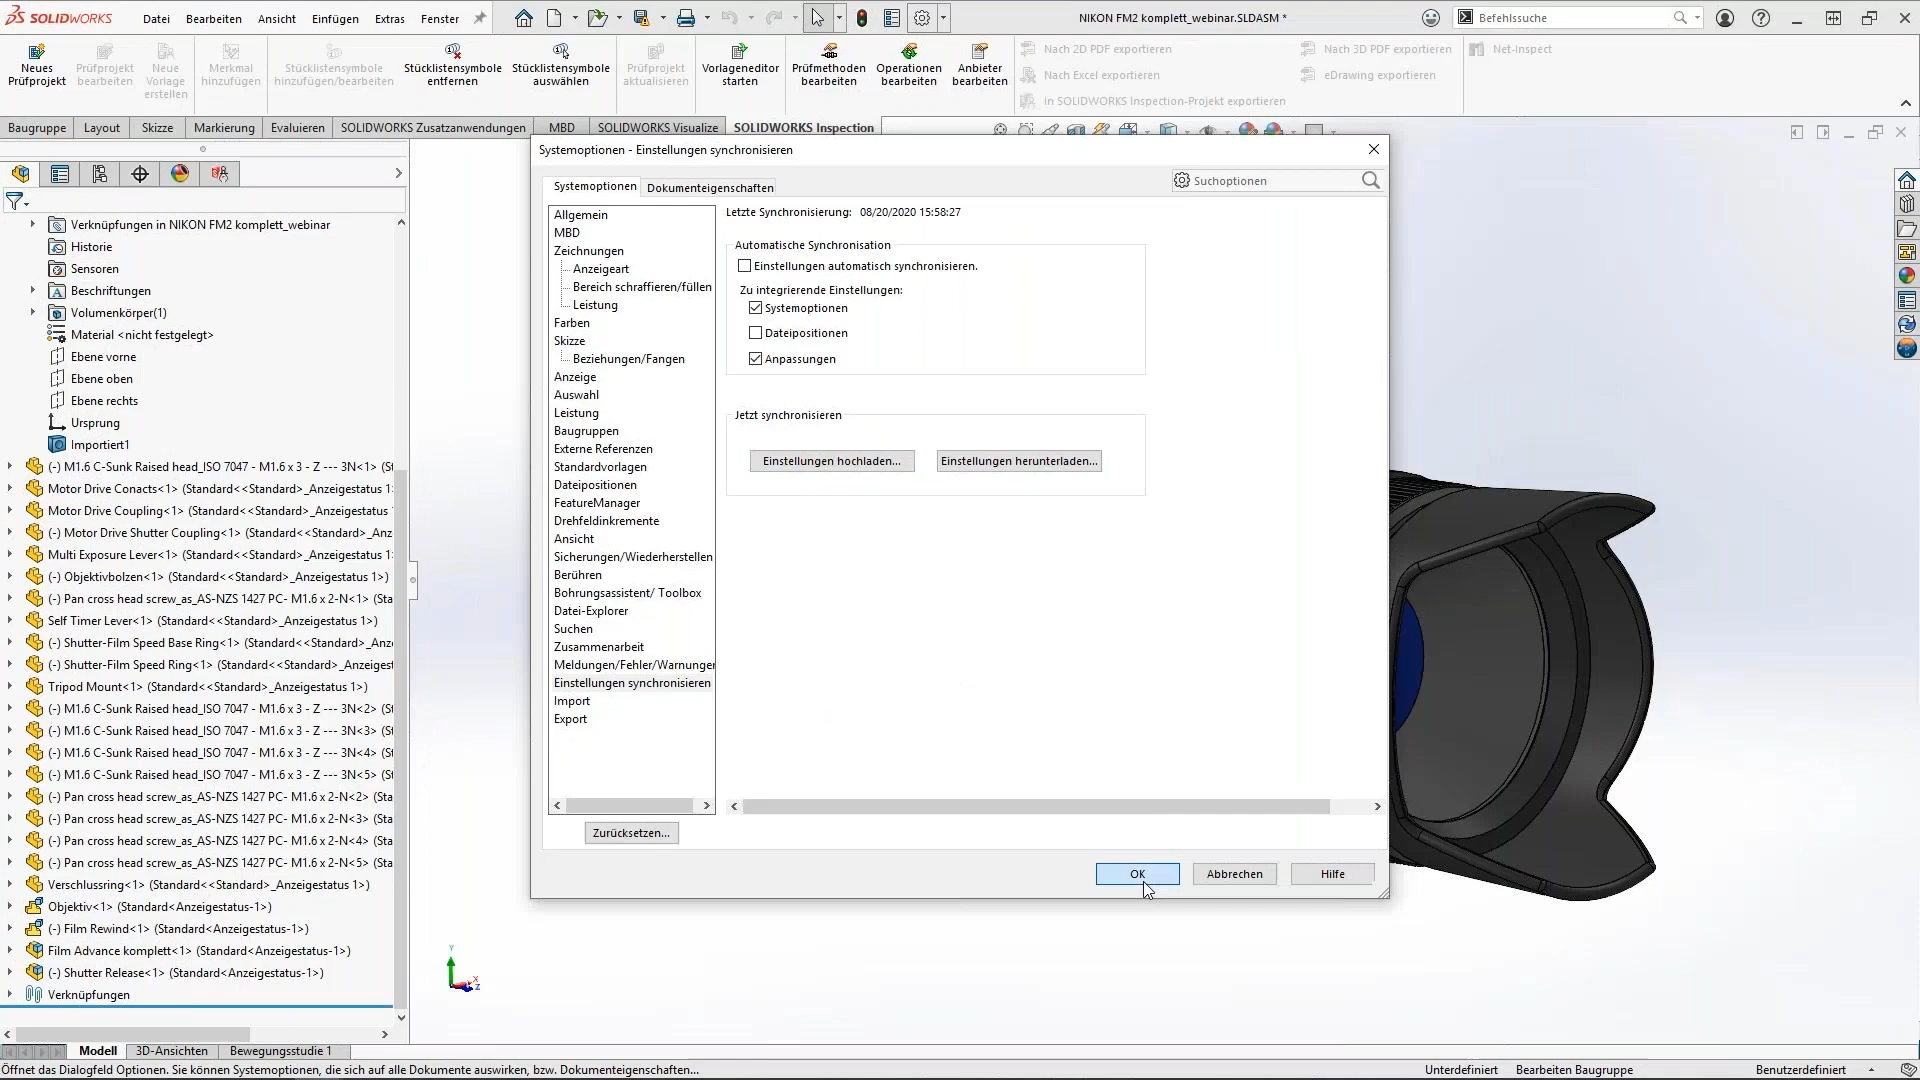 SOLIDWORKS
Datei Bearbeiten Ansicht Einfügen Extras Fenster
NIKON FM2 komplett_webinar.SLDASM *
Befehlssuche
Neues Prüfprojekt
Prüfprojekt bearbeiten
Neue Vorlage erstellen
Merkmal hinzufügen
Stücklistensymbole hinzufügen/bearbeiten
Stücklistensymbole entfernen
Stücklistensymbole auswählen
Prüfprojekt aktualisieren
Vorlageneditor starten
Prüfmethoden bearbeiten
Operationen bearbeiten
Anbieter bearbeiten
Nach 2D PDF exportieren
Nach Excel exportieren
in SOLIDWORKS Inspection-Projekt exportieren
Nach 3D PDF exportieren
eDrawing exportieren
Net-Inspect
Baugruppe Layout Skizze Markierung Evaluieren SOLIDWORKS Zusatzanwendungen MBD SOLIDWORKS Visualize SOLIDWORKS Inspection
Verknüpfungen in NIKON FM2 komplett_webinar
Historie
Sensoren
Beschriftungen
Volumenkörper(1)
Material <nicht festgelegt>
Ebene vorne
Ebene oben
Ebene rechts
Ursprung
Importiert1
(-) M1.6 C-Sunk Raised head_ISO 7047 - M1.6 x 3 - Z --- 3N<1> (St
Motor Drive Conacts<1> (Standard<<Standard>_Anzeigestatus 1
Motor Drive Coupling<1> (Standard<<Standard>_Anzeigestatus
(-) Motor Drive Shutter Coupling<1> (Standard<<Standard>_Anz
Multi Exposure Lever<1> (Standard<<Standard>_Anzeigestatus 1
(-) Objektivbolzen<1> (Standard<<Standard>_Anzeigestatus 1>)
(-) Pan cross head screw_as_AS-NZS 1427 PC- M1.6 x 2-N<1> (Sta
Self Timer Lever<1> (Standard<<Standard>_Anzeigestatus 1>)
(-) Shutter-Film Speed Base Ring<1> (Standard<<Standard>_Anze
(-) Shutter-Film Speed Ring<1> (Standard<<Standard>_Anzeiges
Tripod Mount<1> (Standard<<Standard>_Anzeigestatus 1>)
(-) M1.6 C-Sunk Raised head_ISO 7047 - M1.6 x 3 - Z --- 3N<2> (St
(-) M1.6 C-Sunk Raised head_ISO 7047 - M1.6 x 3 - Z --- 3N<3> (St
(-) M1.6 C-Sunk Raised head_ISO 7047 - M1.6 x 3 - Z --- 3N<4> (St
(-) M1.6 C-Sunk Raised head_ISO 7047 - M1.6 x 3 - Z --- 3N<5> (St
(-) Pan cross head screw_as_AS-NZS 1427 PC- M1.6 x 2-N<2> (Sta
(-) Pan cross head screw_as_AS-NZS 1427 PC- M1.6 x 2-N<3> (Sta
(-) Pan cross head screw_as_AS-NZS 1427 PC- M1.6 x 2-N<4> (Sta
(-) Pan cross head screw_as_AS-NZS 1427 PC- M1.6 x 2-N<5> (Sta
Verschlussring<1> (Standard<<Standard>_Anzeigestatus 1>)
Objektiv<1> (Standard<Anzeigestatus-1>)
(-) Film Rewind<1> (Standard<Anzeigestatus-1>)
Film Advance komplett<1> (Standard<Anzeigestatus-1>)
(-) Shutter Release<1> (Standard<Anzeigestatus-1>)
Verknüpfungen
Systemoptionen - Einstellungen synchronisieren
Systemoptionen Dokumenteigenschaften
Suchoptionen
Allgemein
MBD
Zeichnungen
Anzeigeart
Bereich schraffieren/füllen
Leistung
Farben
Skizze
Beziehungen/Fangen
Anzeige
Auswahl
Leistung
Baugruppen
Externe Referenzen
Standardvorlagen
Dateipositionen
FeatureManager
Drehfeldinkremente
Ansicht
Sicherungen/Wiederherstellen
Berühren
Bohrungsassistent/ Toolbox
Datei-Explorer
Suchen
Zusammenarbeit
Meldungen/Fehler/Warnungen
Einstellungen synchronisieren
Import
Export
Zurücksetzen...
Letzte Synchronisierung: 08/20/2020 15:58:27
Automatische Synchronisation
Einstellungen automatisch synchronisieren.
Zu integrierende Einstellungen:
Systemoptionen
Dateipositionen
Anpassungen
Jetzt synchronisieren
Einstellungen hochladen... Einstellungen herunterladen...
OK Abbrechen Hilfe
Y
X
Z
Modell 3D-Ansichten Bewegungsstudie 1
Öffnet das Dialogfeld Optionen. Sie können Systemoptionen, die sich auf alle Dokumente auswirken, bzw. Dokumenteigenschaften...
Unterdefiniert Bearbeiten Baugruppe Benutzerdefiniert